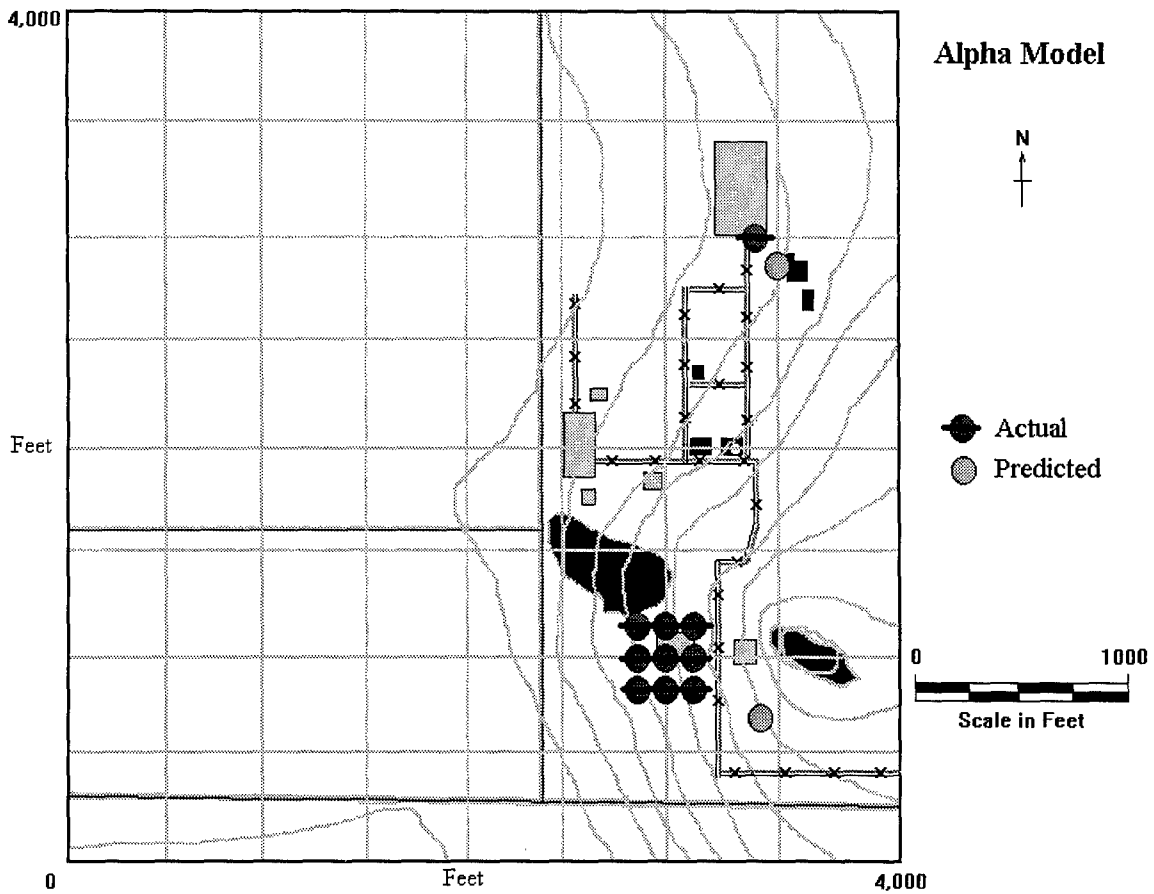 4,000
Alpha Model
N
Feet
Actual
Predicted
0 1000
Scale in Feet
0 Feet 4,000